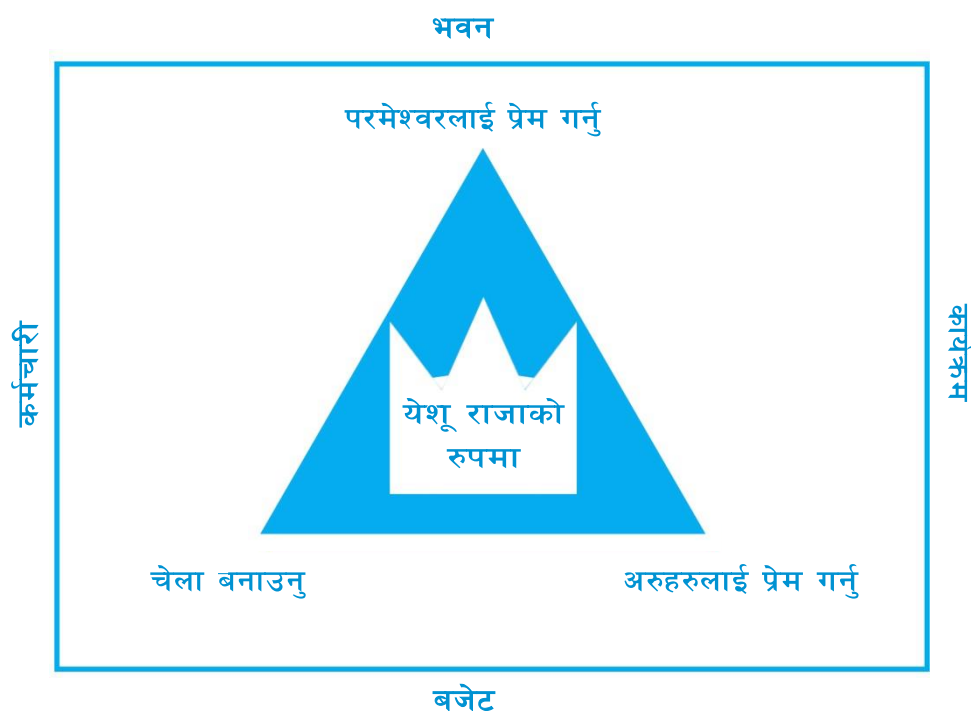 भवन
परमेश्वरलाई प्रेम गर्नु
कर्मचारी
कार्यक्रम
येशू राजाको
रुपमा
चेला बनाउनु
अरुहरुलाई प्रेम गर्नु
बजेट